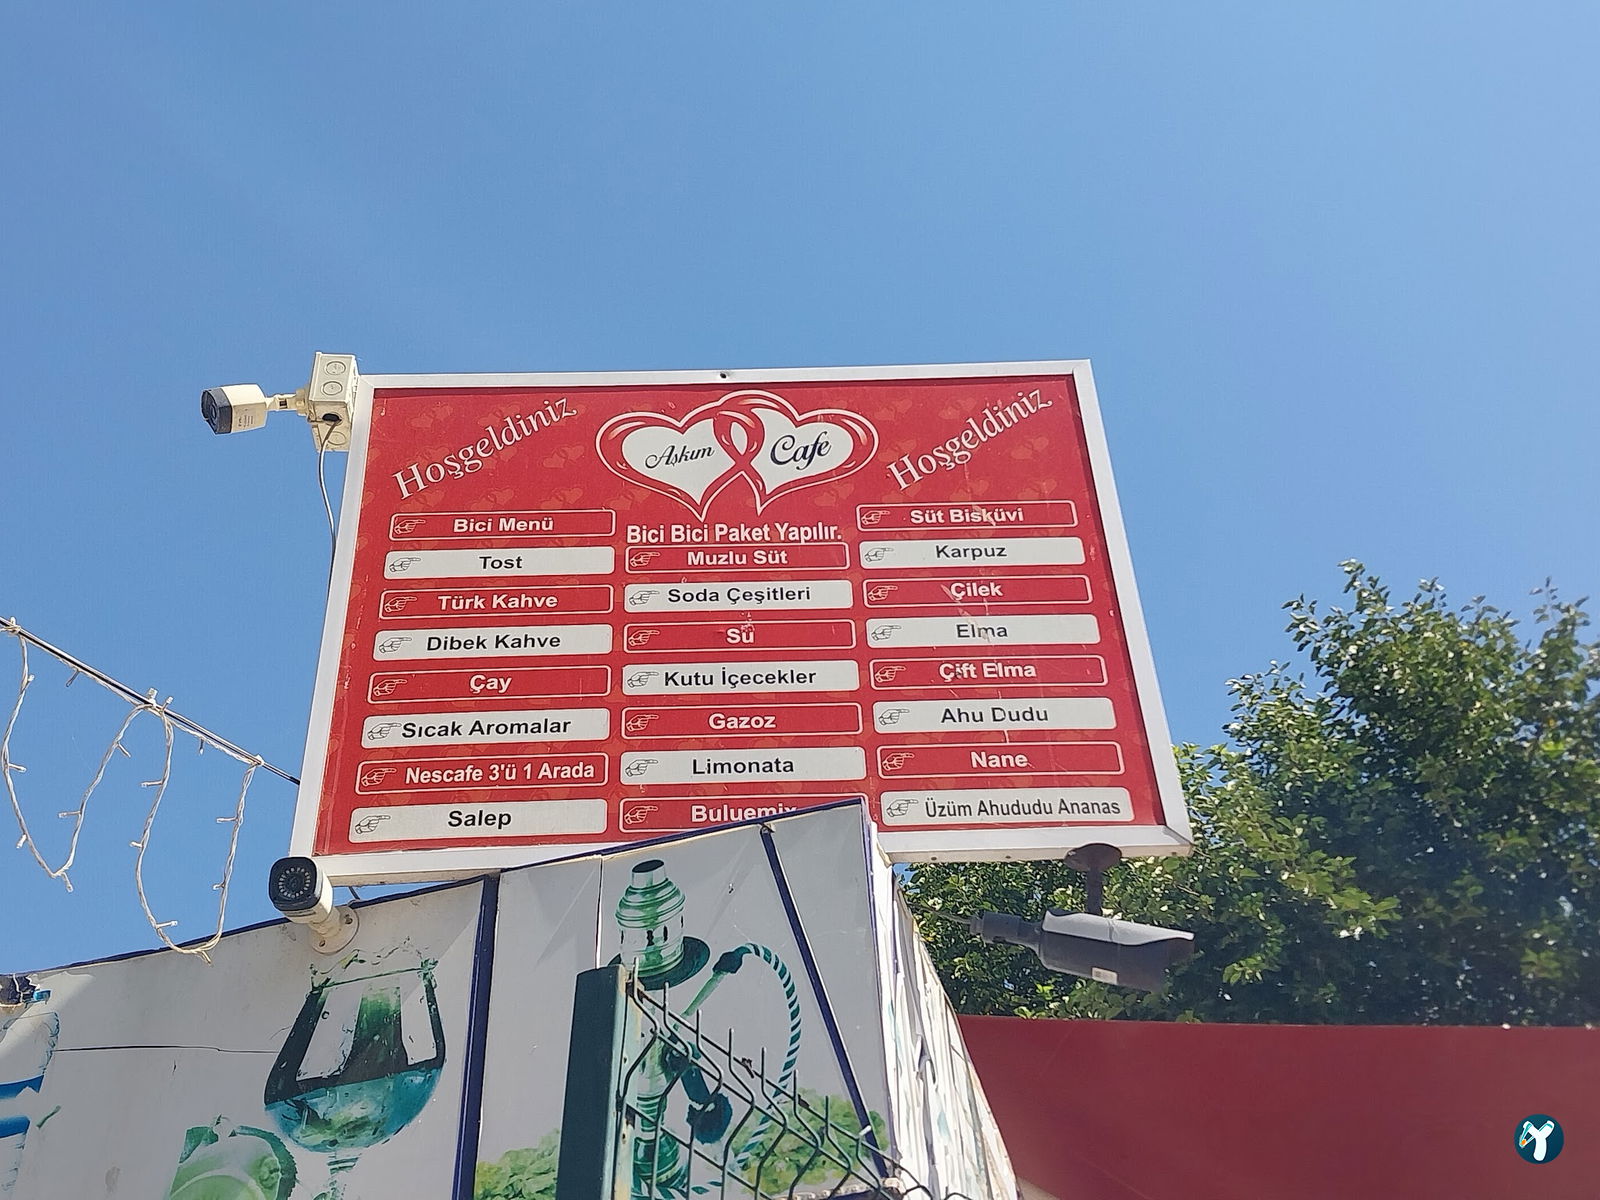 Hoşgeldiniz
Aşkım Cafe
Hoşgeldiniz
Bici Menü
Tost
Türk Kahve
Dibek Kahve
Çay
Sıcak Aromalar
Nescafe 3'ü 1 Arada
Salep
Bici Bici Paket Yapılır.
Muzlu Süt
Soda Çeşitleri
Su
Kutu İçecekler
Gazoz
Limonata
Buluemix
Süt Bisküvi
Karpuz
Çilek
Elma
Çift Elma
Ahu Dudu
Nane
Üzüm Ahududu Ananas